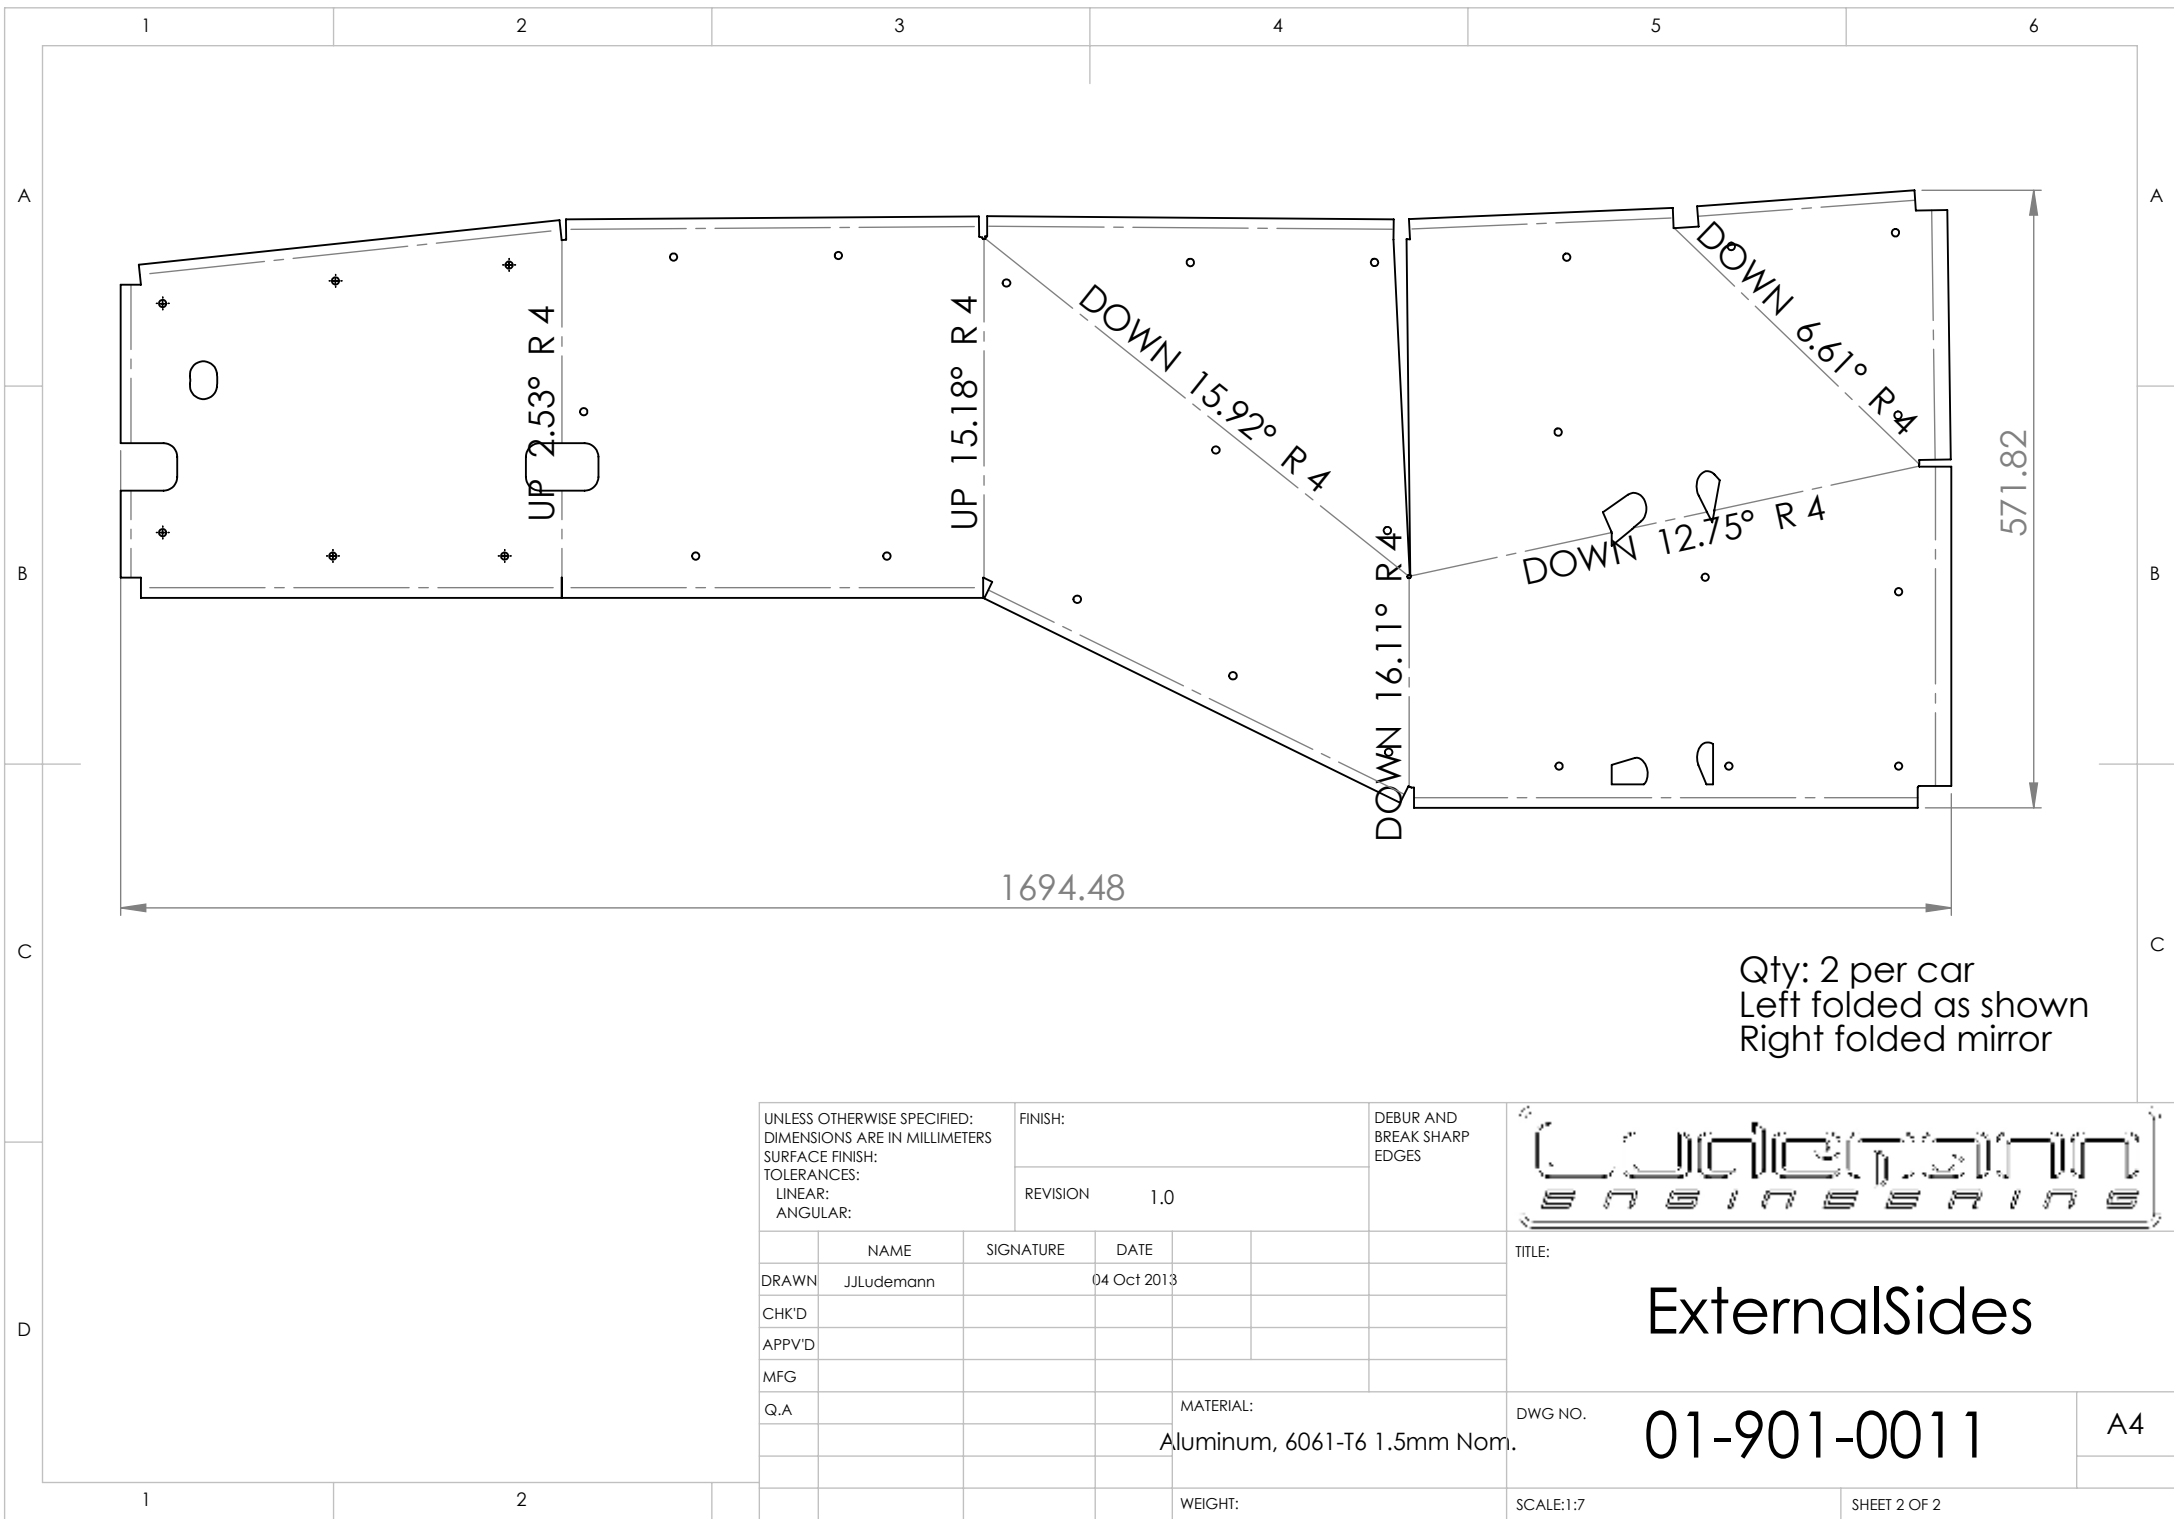 1 2 3 4 5 6
A A
UP 2.53° R 4
UP 15.18° R 4
DOWN 15.92° R 4
DOWN 16.11° R 4
DOWN 6.61° R 4
DOWN 12.75° R 4
571.82
B B
1694.48
C C
Qty: 2 per car
Left folded as shown
Right folded mirror
UNLESS OTHERWISE SPECIFIED:
DIMENSIONS ARE IN MILLIMETERS
SURFACE FINISH:
TOLERANCES:
LINEAR:
ANGULAR:
FINISH:
REVISION 1.0
DEBUR AND
BREAK SHARP
EDGES
Ludemann
ENGINEERING
NAME SIGNATURE DATE
DRAWN JJLudemann 04 Oct 2013
CHK'D
APPV'D
MFG
Q.A
TITLE:
ExternalSides
MATERIAL:
Aluminum, 6061-T6 1.5mm Nom.
DWG NO.
01-901-0011
A4
WEIGHT:
SCALE:1:7
SHEET 2 OF 2
D
1 2